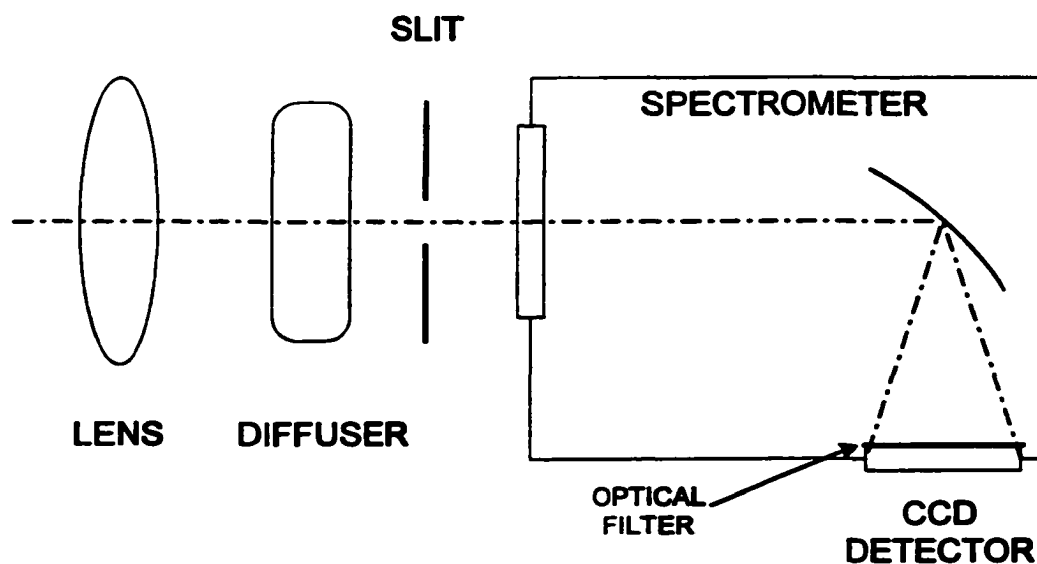 SLIT
SPECTROMETER
LENS
DIFFUSER
OPTICAL
FILTER
CCD
DETECTOR